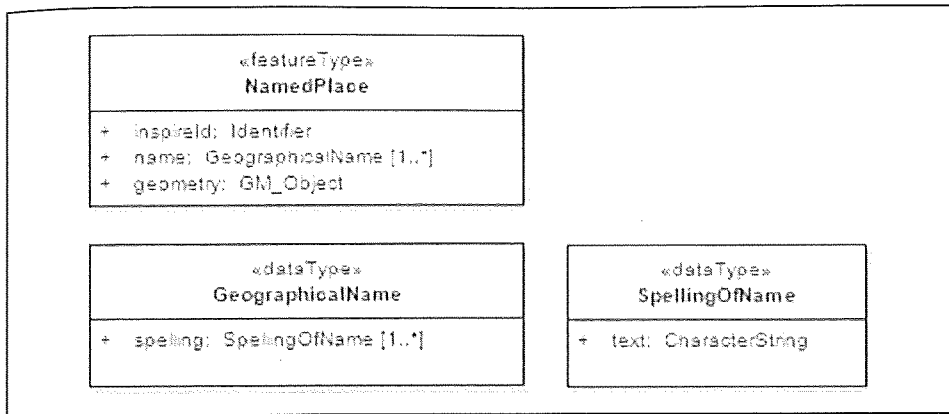 «featureType»
NamedPlace
+ inspireId: Identifier
+ name: GeographicalName [1..*]
+ geometry: GM_Object
«dataType»
GeographicalName
+ spelling: SpellingOfName [1..*]
«dataType»
SpellingOfName
+ text: CharacterString